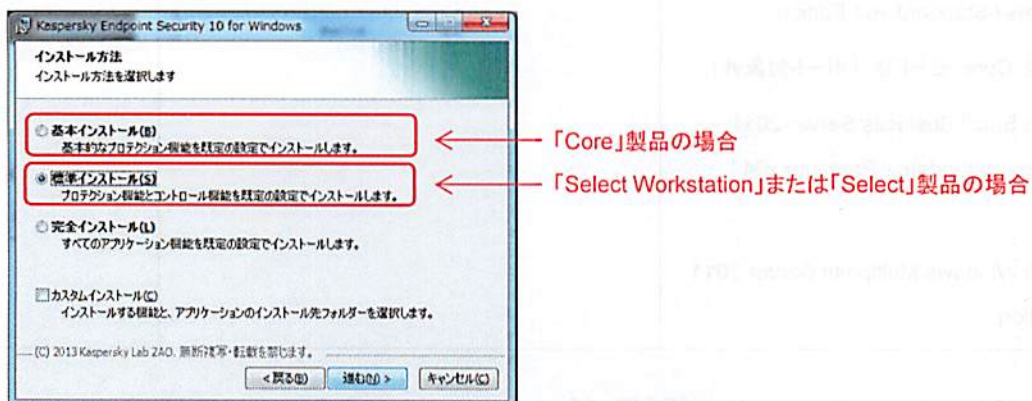 Kaspersky Endpoint Security 10 for Windows
インストール方法
インストール方法を選択します
基本インストール(B)
基本的なプロテクション機能を既定の設定でインストールします。
「Core」製品の場合
標準インストール(S)
プロテクション機能とコントロール機能を既定の設定でインストールします。
「Select Workstation」または「Select」製品の場合
完全インストール(L)
すべてのアプリケーション機能を既定の設定でインストールします。
カスタムインストール(C)
インストールする機能と、アプリケーションのインストール先フォルダーを選択します。
(C) 2013 Kaspersky Lab ZAO. 無断複写・転載を禁じます。
<戻る(B) 進む(N) > キャンセル(C)